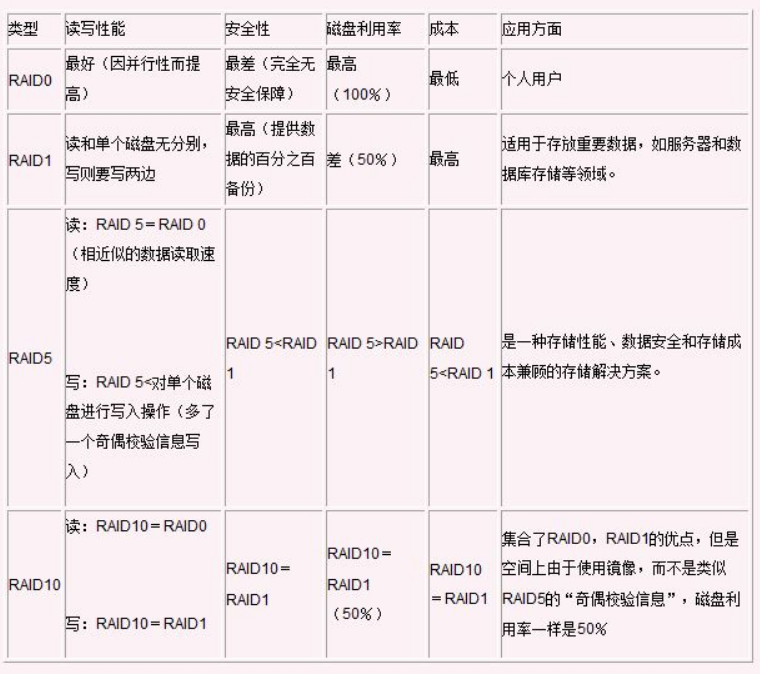 类型
读写性能
安全性
磁盘利用率
成本
应用方面
RAID0
最好（因并行性而提
高）
最差（完全无
安全保障）
最高
（100%）
最低
个人用户
RAID1
读和单个磁盘无分别，
写则要写两边
最高（提供数
据的百分之百
备份）
差（50%）
最高
适用于存放重要数据，如服务器和数
据库存储等领域。
RAID5
读：RAID 5＝RAID 0
（相近似的数据读取速
度）
写：RAID 5<对单个磁
盘进行写入操作（多了
一个奇偶校验信息写
入）
RAID 5<RAID
1
RAID 5>RAID
1
RAID
5<RAID 1
是一种存储性能、数据安全和存储成
本兼顾的存储解决方案。
RAID10
读：RAID10＝RAID0
写：RAID10＝RAID1
RAID10＝
RAID1
RAID10＝
RAID1
（50%）
RAID10
＝RAID1
集合了RAID0，RAID1的优点，但是
空间上由于使用镜像，而不是类似
RAID5的“奇偶校验信息”，磁盘利
用率一样是50%